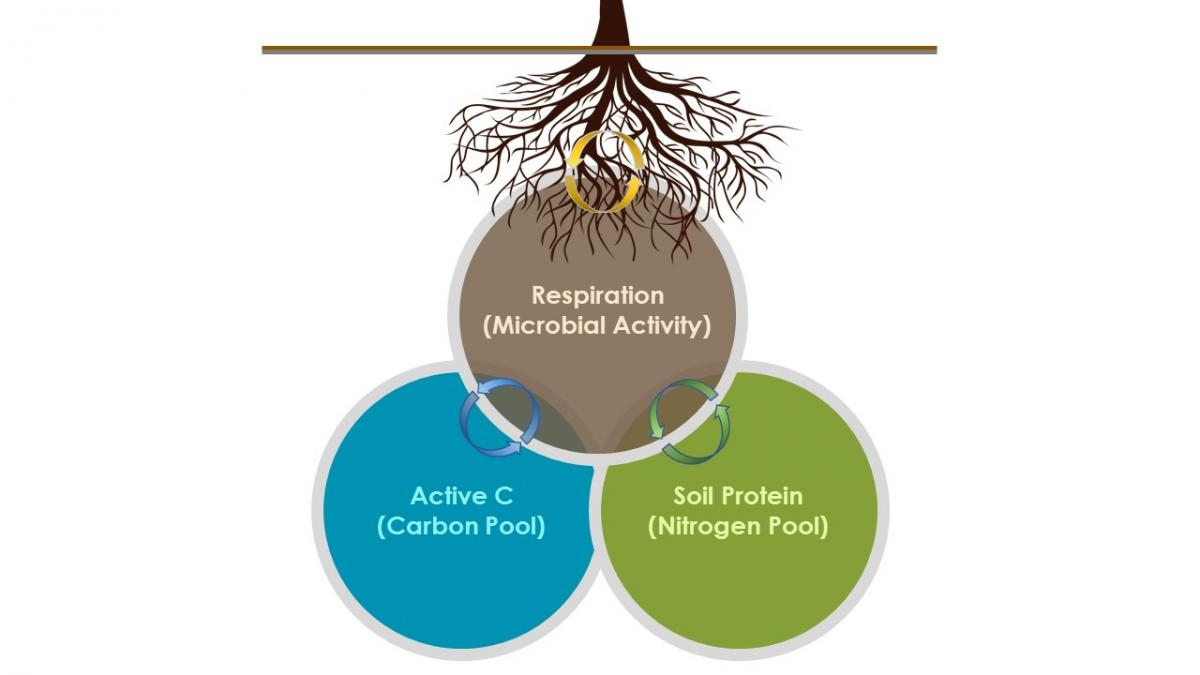 Respiration
(Microbial Activity)
Active C
(Carbon Pool)
Soil Protein
(Nitrogen Pool)